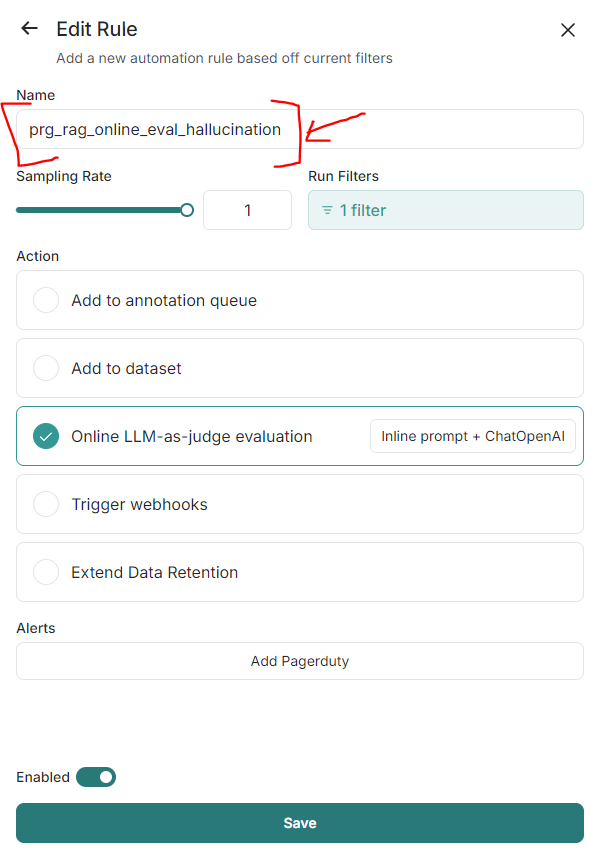 Edit Rule
Add a new automation rule based off current filters
Name
prg_rag_online_eval_hallucination
Sampling Rate
Run Filters
1
1 filter
Action
Add to annotation queue
Add to dataset
Online LLM-as-judge evaluation
Inline prompt + ChatOpenAI
Trigger webhooks
Extend Data Retention
Alerts
Add Pagerduty
Enabled
Save